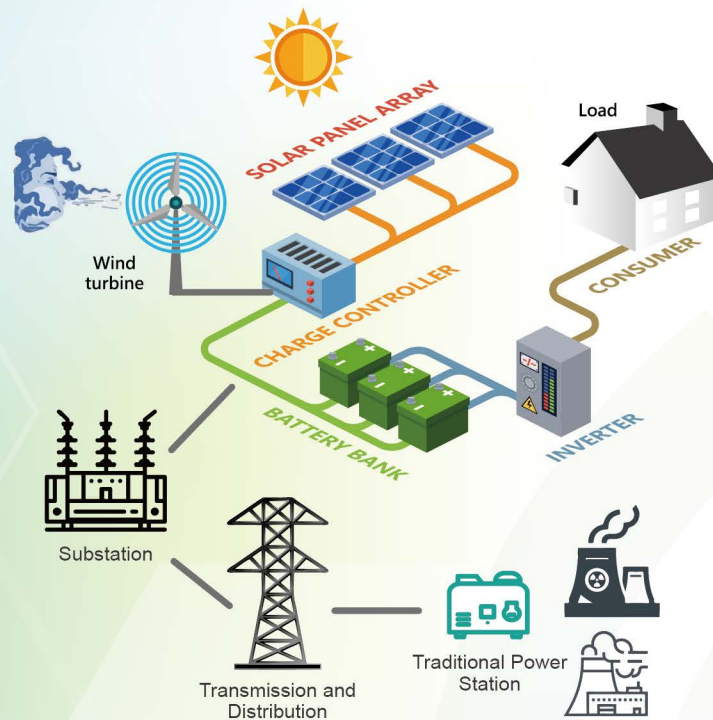 SOLAR PANEL ARRAY
Load
Wind
turbine
CHARGE CONTROLLER
CONSUMER
BATTERY BANK
INVERTER
Substation
Traditional Power
Station
Transmission and
Distribution